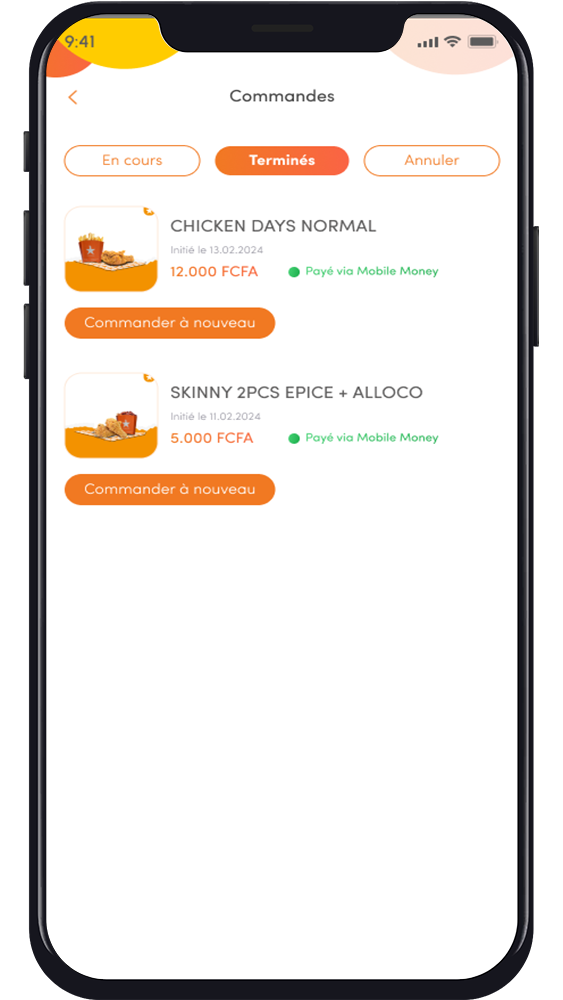 9:41
Commandes
En cours
Terminés
Annuler
CHICKEN DAYS NORMAL
Initié le 13.02.2024
12.000 FCFA
Payé via Mobile Money
Commander à nouveau
SKINNY 2PCS EPICE + ALLOCO
Initié le 11.02.2024
5.000 FCFA
Payé via Mobile Money
Commander à nouveau